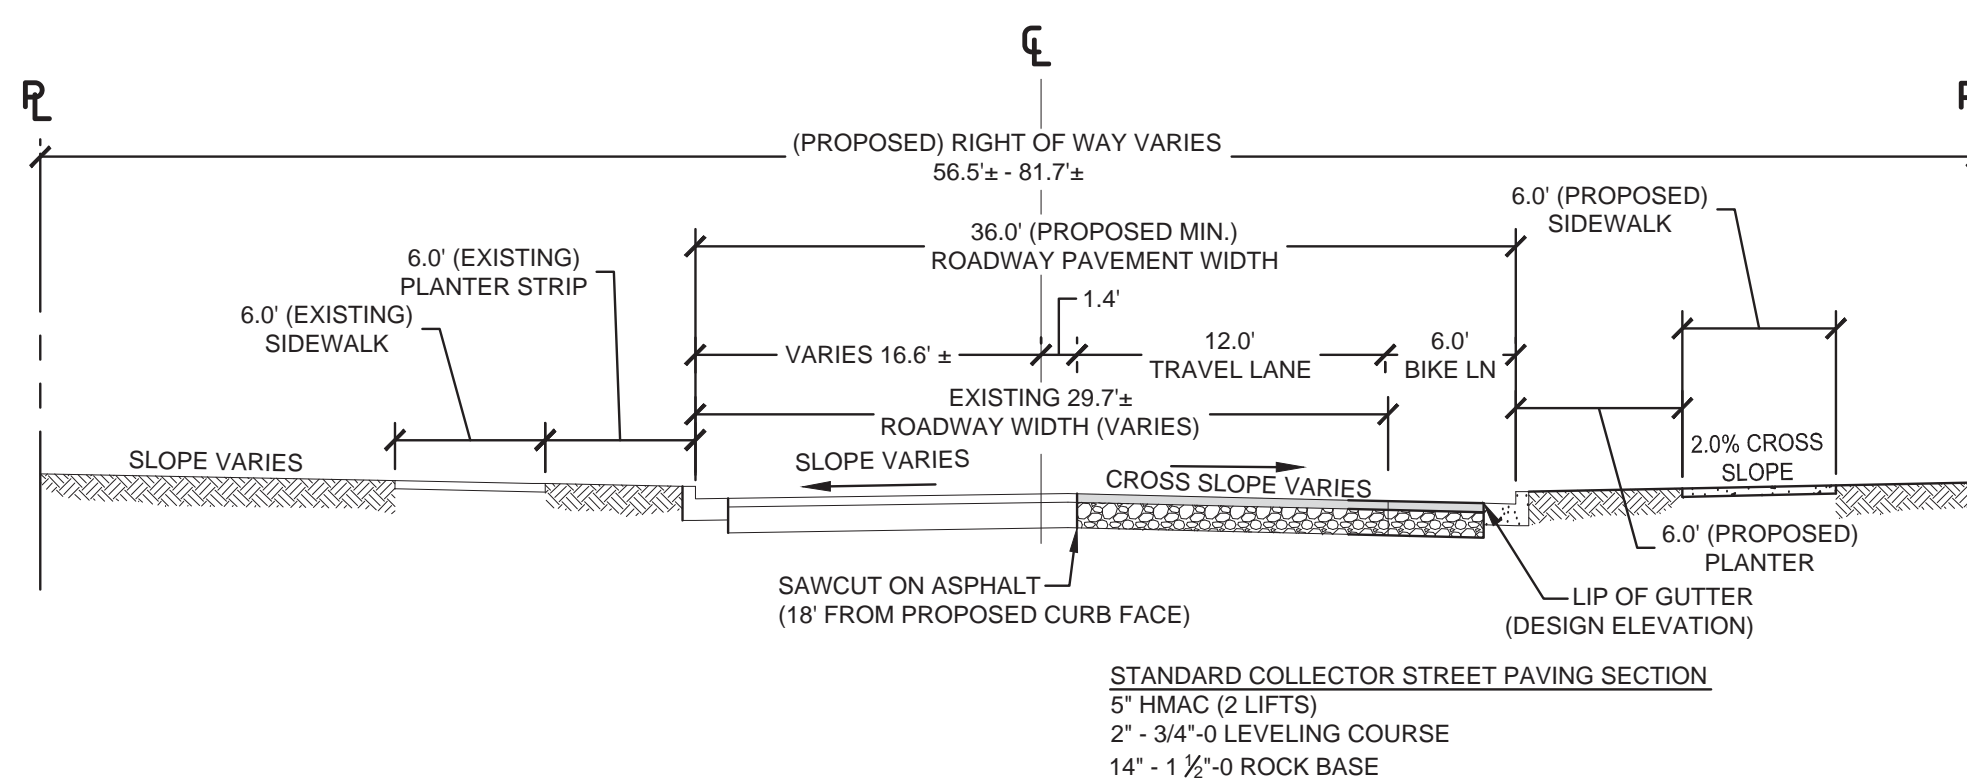 CL
PL
P
(PROPOSED) RIGHT OF WAY VARIES
56.5'± - 81.7'±
6.0' (PROPOSED)
SIDEWALK
36.0' (PROPOSED MIN.)
ROADWAY PAVEMENT WIDTH
6.0' (EXISTING)
PLANTER STRIP
1.4'
6.0' (EXISTING)
SIDEWALK
VARIES 16.6' ±
12.0'
TRAVEL LANE
6.0'
BIKE LN
EXISTING 29.7'±
ROADWAY WIDTH (VARIES)
SLOPE VARIES
SLOPE VARIES
CROSS SLOPE VARIES
2.0% CROSS
SLOPE
6.0' (PROPOSED)
PLANTER
SAWCUT ON ASPHALT
(18' FROM PROPOSED CURB FACE)
LIP OF GUTTER
(DESIGN ELEVATION)
STANDARD COLLECTOR STREET PAVING SECTION
5" HMAC (2 LIFTS)
2" - 3/4"-0 LEVELING COURSE
14" - 1 ½"-0 ROCK BASE